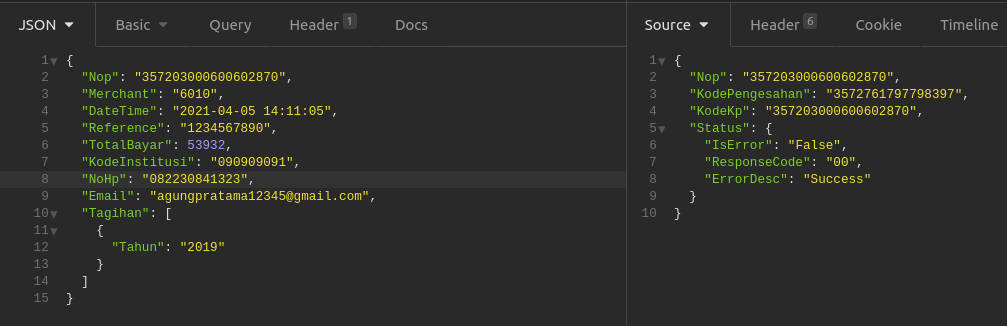 JSON Basic Query Header 1 Docs
1 {
2 "Nop": "357203000600602870",
3 "Merchant": "6010",
4 "DateTime": "2021-04-05 14:11:05",
5 "Reference": "1234567890",
6 "TotalBayar": 53932,
7 "KodeInstitusi": "090909091",
8 "NoHp": "082230841323",
9 "Email": "agungpratama12345@gmail.com",
10 "Tagihan": [
11 {
12 "Tahun": "2019"
13 }
14 ]
15 }
Source Header 6 Cookie Timeline
1 {
2 "Nop": "357203000600602870",
3 "KodePengesahan": "3572761797798397",
4 "KodeKp": "357203000600602870",
5 "Status": {
6 "IsError": "False",
7 "ResponseCode": "00",
8 "ErrorDesc": "Success"
9 }
10 }